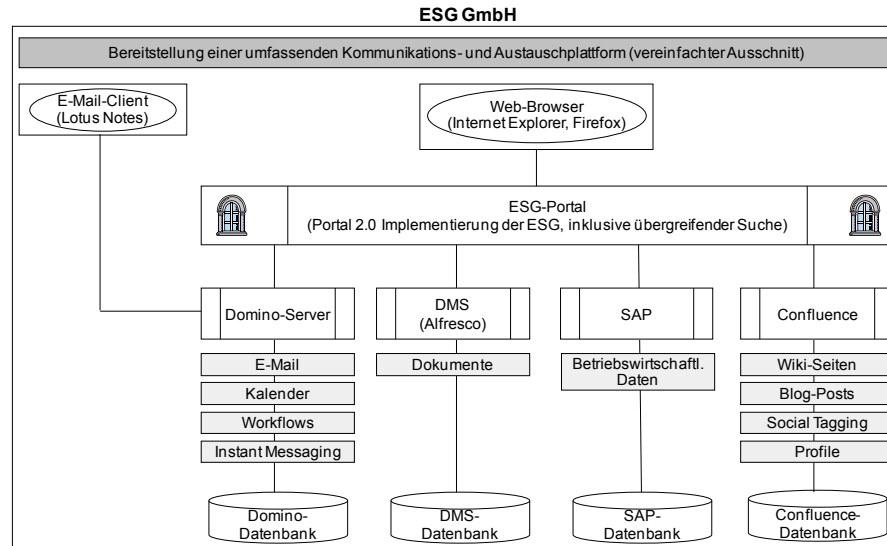 ESG GmbH
Bereitstellung einer umfassenden Kommunikations- und Austauschplattform (vereinfachter Ausschnitt)
E-Mail-Client
(Lotus Notes)
Web-Browser
(Internet Explorer, Firefox)
ESG-Portal
(Portal 2.0 Implementierung der ESG, inklusive übergreifender Suche)
Domino-Server
DMS
(Alfresco)
SAP
Confluence
E-Mail
Kalender
Workflows
Instant Messaging
Dokumente
Betriebswirtschaftl.
Daten
Wiki-Seiten
Blog-Posts
Social Tagging
Profile
Domino-
Datenbank
DMS-
Datenbank
SAP-
Datenbank
Confluence-
Datenbank